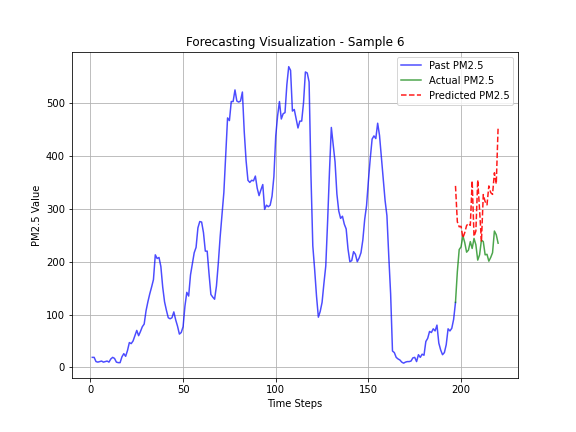 Forecasting Visualization - Sample 6
Past PM2.5
Actual PM2.5
Predicted PM2.5
PM2.5 Value
500
400
300
200
100
0
0 50 100 150 200
Time Steps